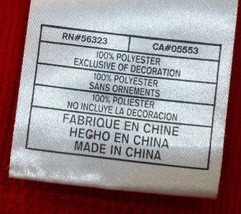 RN#56323 CA#05553
100% POLYESTER
EXCLUSIVE OF DECORATION
100% POLYESTER
SANS ORNEMENTS
100% POLIESTER
NO INCLUYE LA DECORACION
FABRIQUE EN CHINE
HECHO EN CHINA
MADE IN CHINA